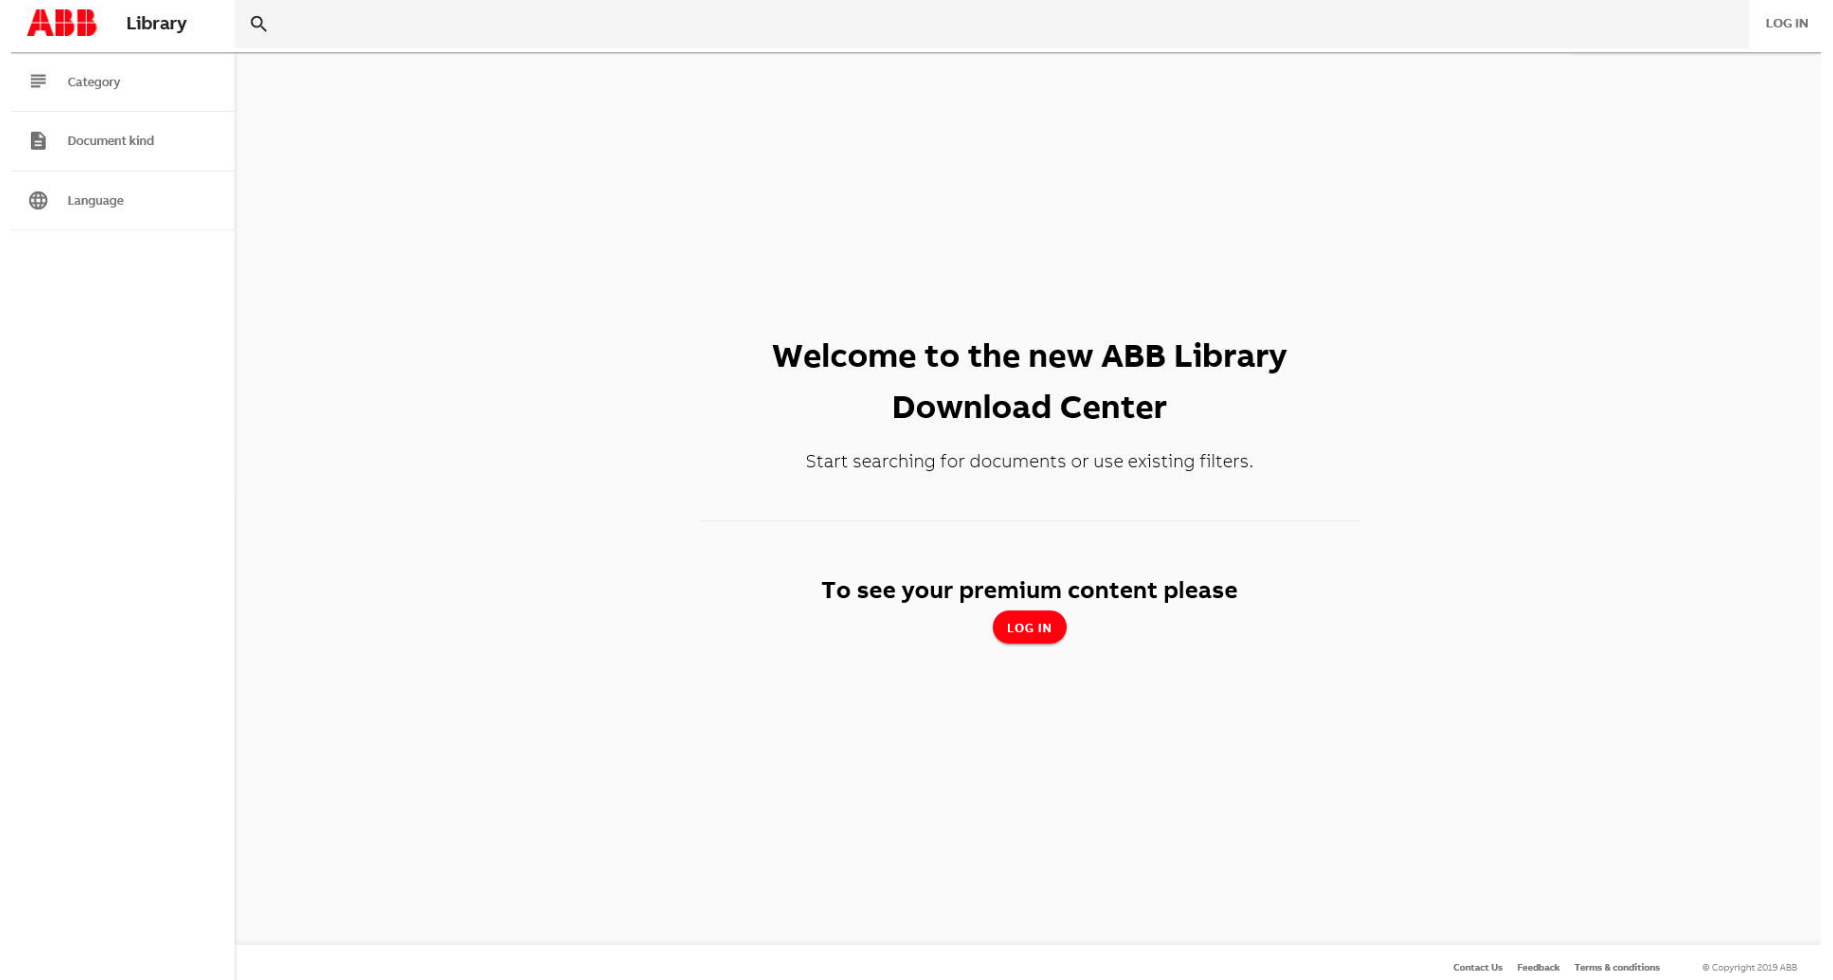 ABB Library LOG IN
Category
Document kind
Language
Welcome to the new ABB Library
Download Center
Start searching for documents or use existing filters.
To see your premium content please
LOG IN
Contact Us Feedback Terms & conditions © Copyright 2019 ABB